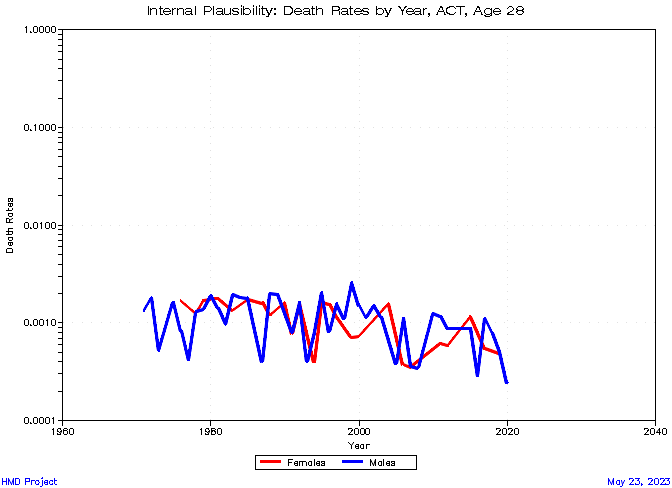 Internal Plausibility: Death Rates by Year, ACT, Age 28
1.0000
0.1000
0.0100
0.0010
0.0001
Death Rates
1960 1980 2000 2020 2040
Year
Females Males
HMD Project May 23, 2023